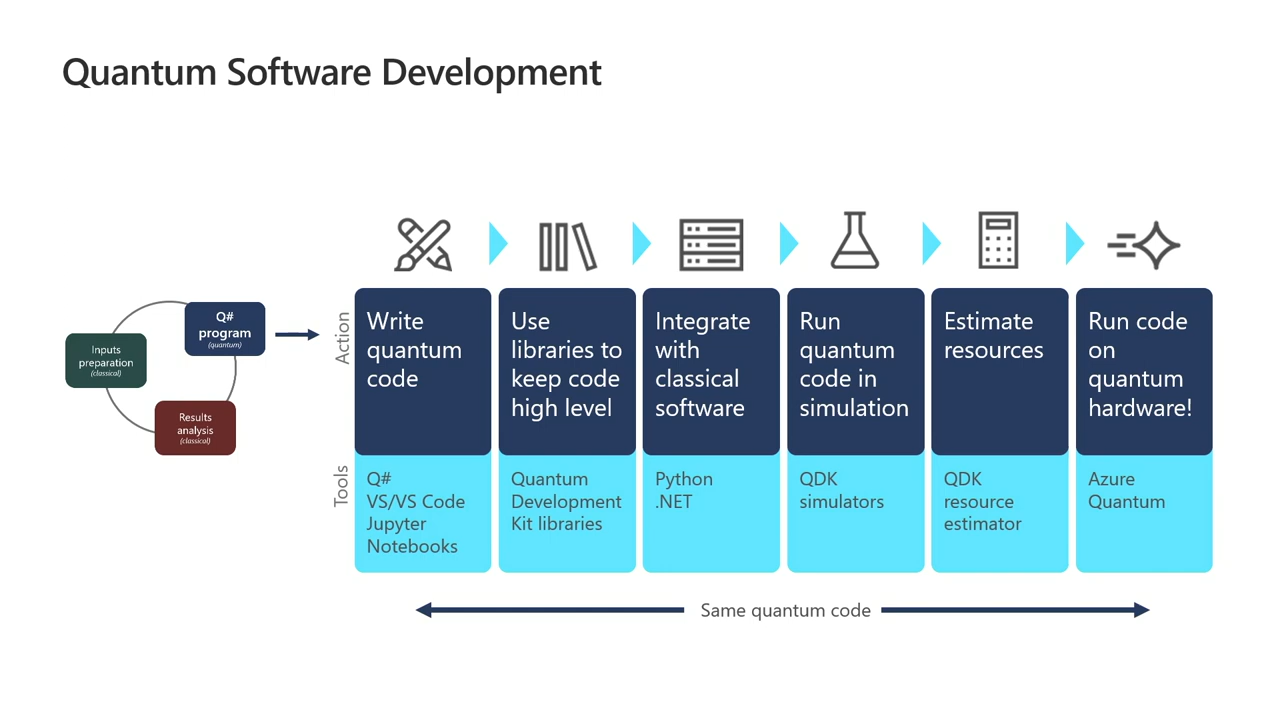 Quantum Software Development
Inputs
preparation
(classical)
Q#
program
(quantum)
Results
analysis
(classical)
Action
Write
quantum
code
Use
libraries to
keep code
high level
Integrate
with
classical
software
Run
quantum
code in
simulation
Estimate
resources
Run code
on
quantum
hardware!
Tools
Q#
VS/VS Code
Jupyter
Notebooks
Quantum
Development
Kit libraries
Python
.NET
QDK
simulators
QDK
resource
estimator
Azure
Quantum
Same quantum code